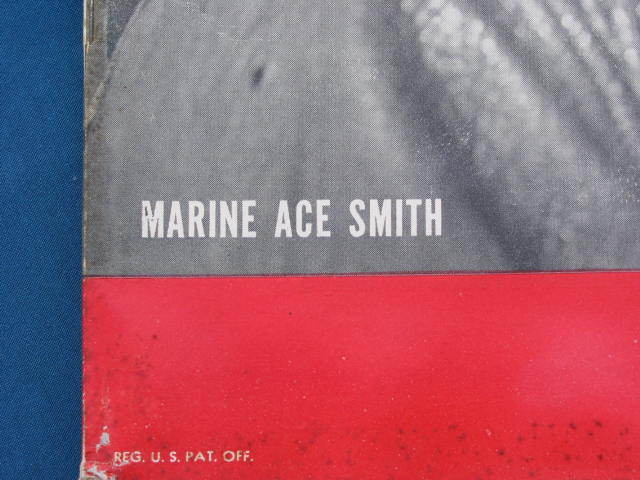 MARINE ACE SMITH
REG. U. S. PAT. OFF.